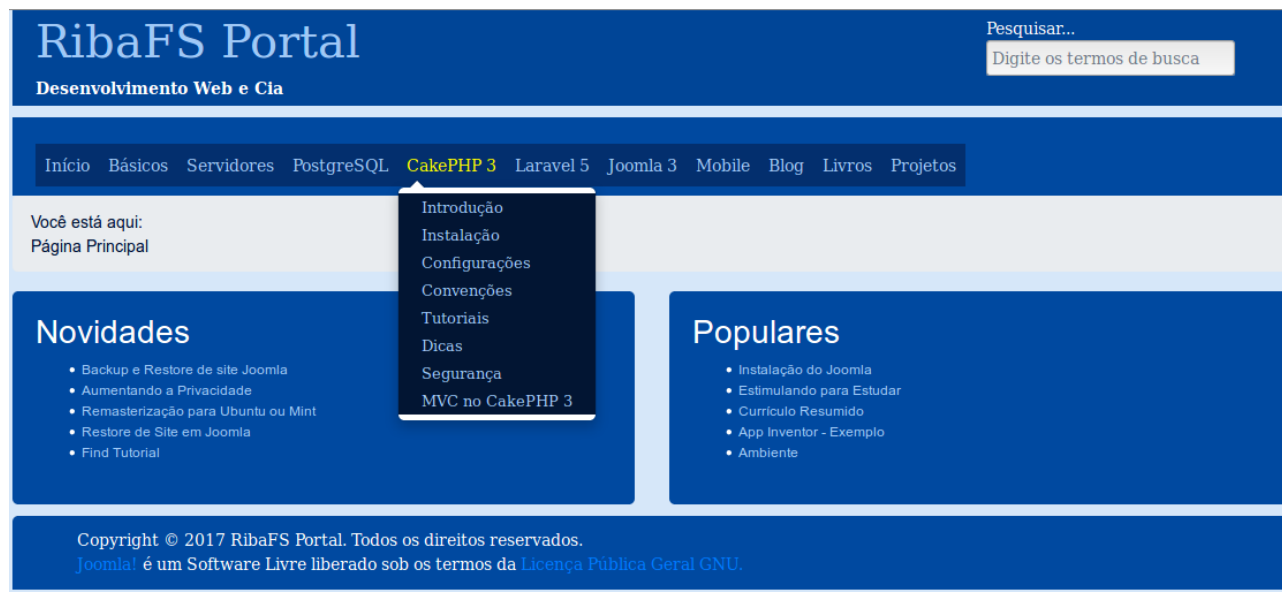 RibaFS Portal
Desenvolvimento Web e Cia
Pesquisar...
Digite os termos de busca
Início Básicos Servidores PostgreSQL CakePHP 3 Laravel 5 Joomla 3 Mobile Blog Livros Projetos
Introdução
Instalação
Configurações
Convenções
Tutoriais
Dicas
Segurança
MVC no CakePHP 3
Você está aqui:
Página Principal
Novidades
Backup e Restore de site Joomla
Aumentando a Privacidade
Remasterização para Ubuntu ou Mint
Restore de Site em Joomla
Find Tutorial
Populares
Instalação do Joomla
Estimulando para Estudar
Currículo Resumido
App Inventor - Exemplo
Ambiente
Copyright © 2017 RibaFS Portal. Todos os direitos reservados.
Joomla! é um Software Livre liberado sob os termos da Licença Pública Geral GNU.